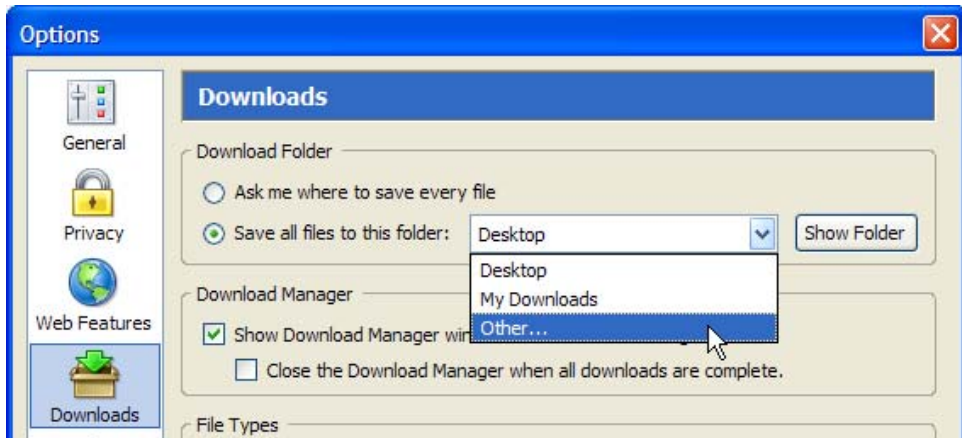 Options
General
Privacy
Web Features
Downloads
Downloads
Download Folder
Ask me where to save every file
Save all files to this folder: Desktop Show Folder
Desktop
My Downloads
Other...
Download Manager
Show Download Manager
Close the Download Manager when all downloads are complete.
File Types